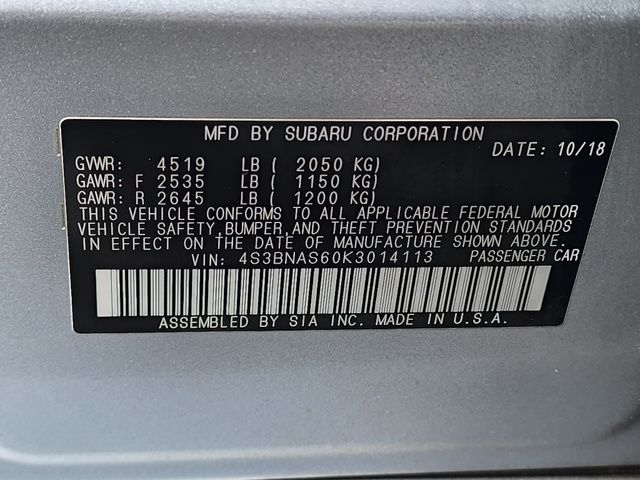 MFD BY SUBARU CORPORATION
DATE: 10/18
GVWR: 4519 LB ( 2050 KG)
GAWR: F 2535 LB ( 1150 KG)
GAWR: R 2645 LB ( 1200 KG)
THIS VEHICLE CONFORMS TO ALL APPLICABLE FEDERAL MOTOR
VEHICLE SAFETY,BUMPER,AND THEFT PREVENTION STANDARDS
IN EFFECT ON THE DATE OF MANUFACTURE SHOWN ABOVE.
VIN: 4S3BNAS60K3014113 PASSENGER CAR
ASSEMBLED BY SIA INC. MADE IN U.S.A.